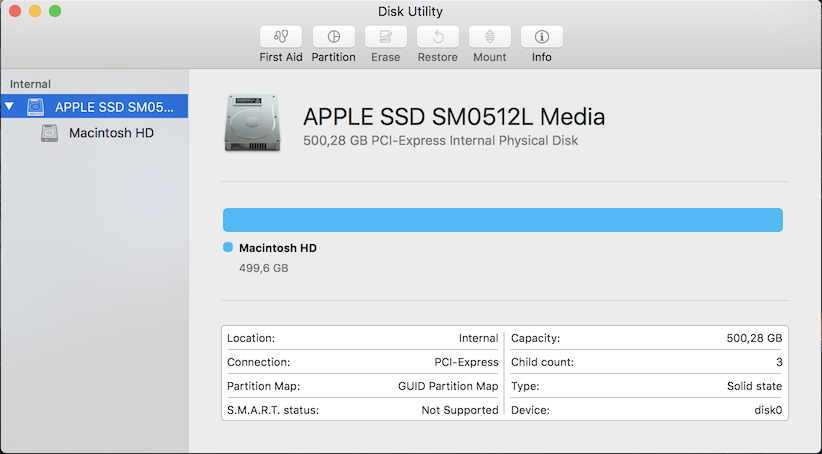 Disk Utility
First Aid
Partition
Erase
Restore
Mount
Info
Internal
APPLE SSD SM05...
Macintosh HD
APPLE SSD SM0512L Media
500,28 GB PCI-Express Internal Physical Disk
Macintosh HD
499,6 GB
Location: Internal
Capacity: 500,28 GB
Connection: PCI-Express
Child count: 3
Partition Map: GUID Partition Map
Type: Solid state
S.M.A.R.T. status: Not Supported
Device: disk0